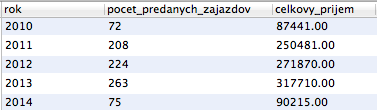 rok pocet_predanych_zajazdov celkovy_prijem
2010 72 87441.00
2011 208 250481.00
2012 224 271870.00
2013 263 317710.00
2014 75 90215.00